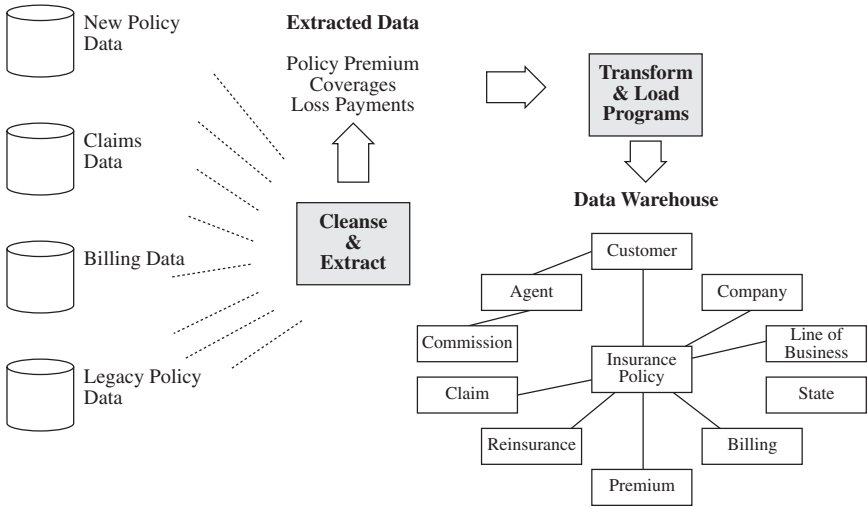 New Policy
Data
Claims
Data
Billing Data
Legacy Policy
Data
Extracted Data
Policy Premium
Coverages
Loss Payments
Cleanse
&
Extract
Transform
& Load
Programs
Data Warehouse
Customer
Agent
Company
Commission
Line of
Business
Insurance
Policy
Claim
State
Reinsurance
Billing
Premium